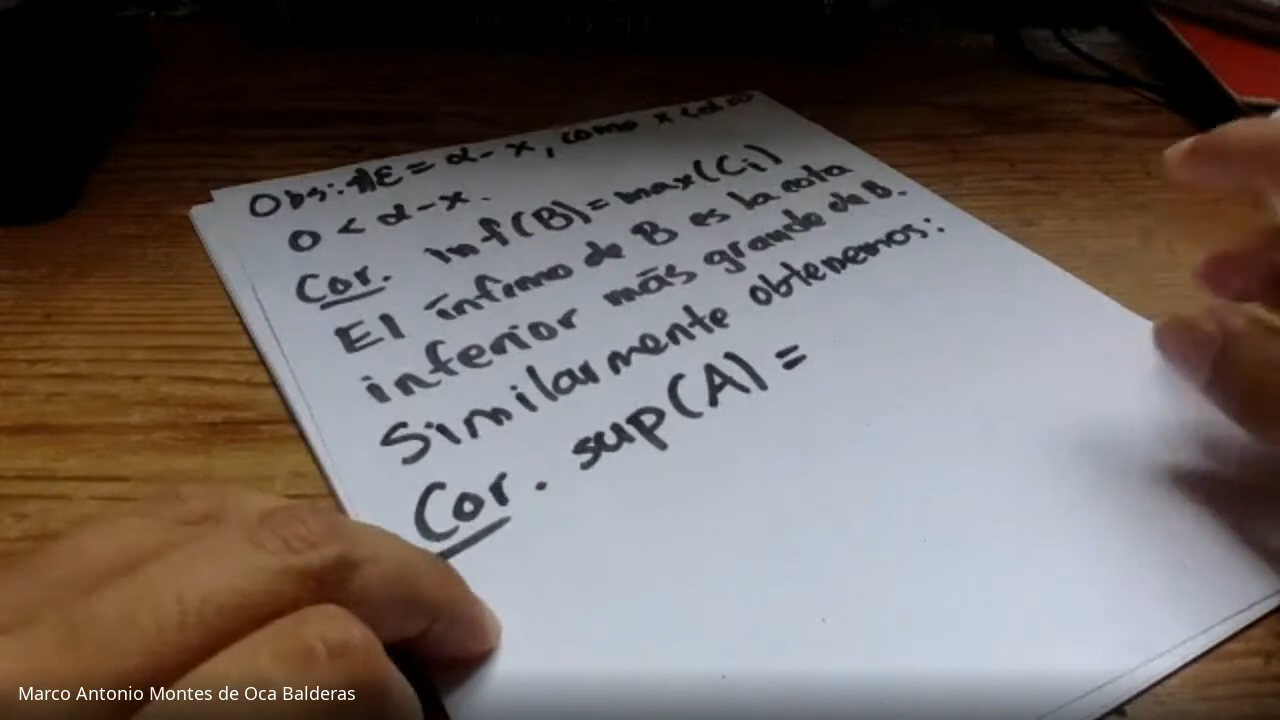 Obs: ε = α - x, como x < α ⇒
0 < α - x.
Cor. inf(B) = max(Ci)
El ínfimo de B es la cota
inferior más grande de B.
Similarmente obtenemos:
Cor. sup(A) =
Marco Antonio Montes de Oca Balderas